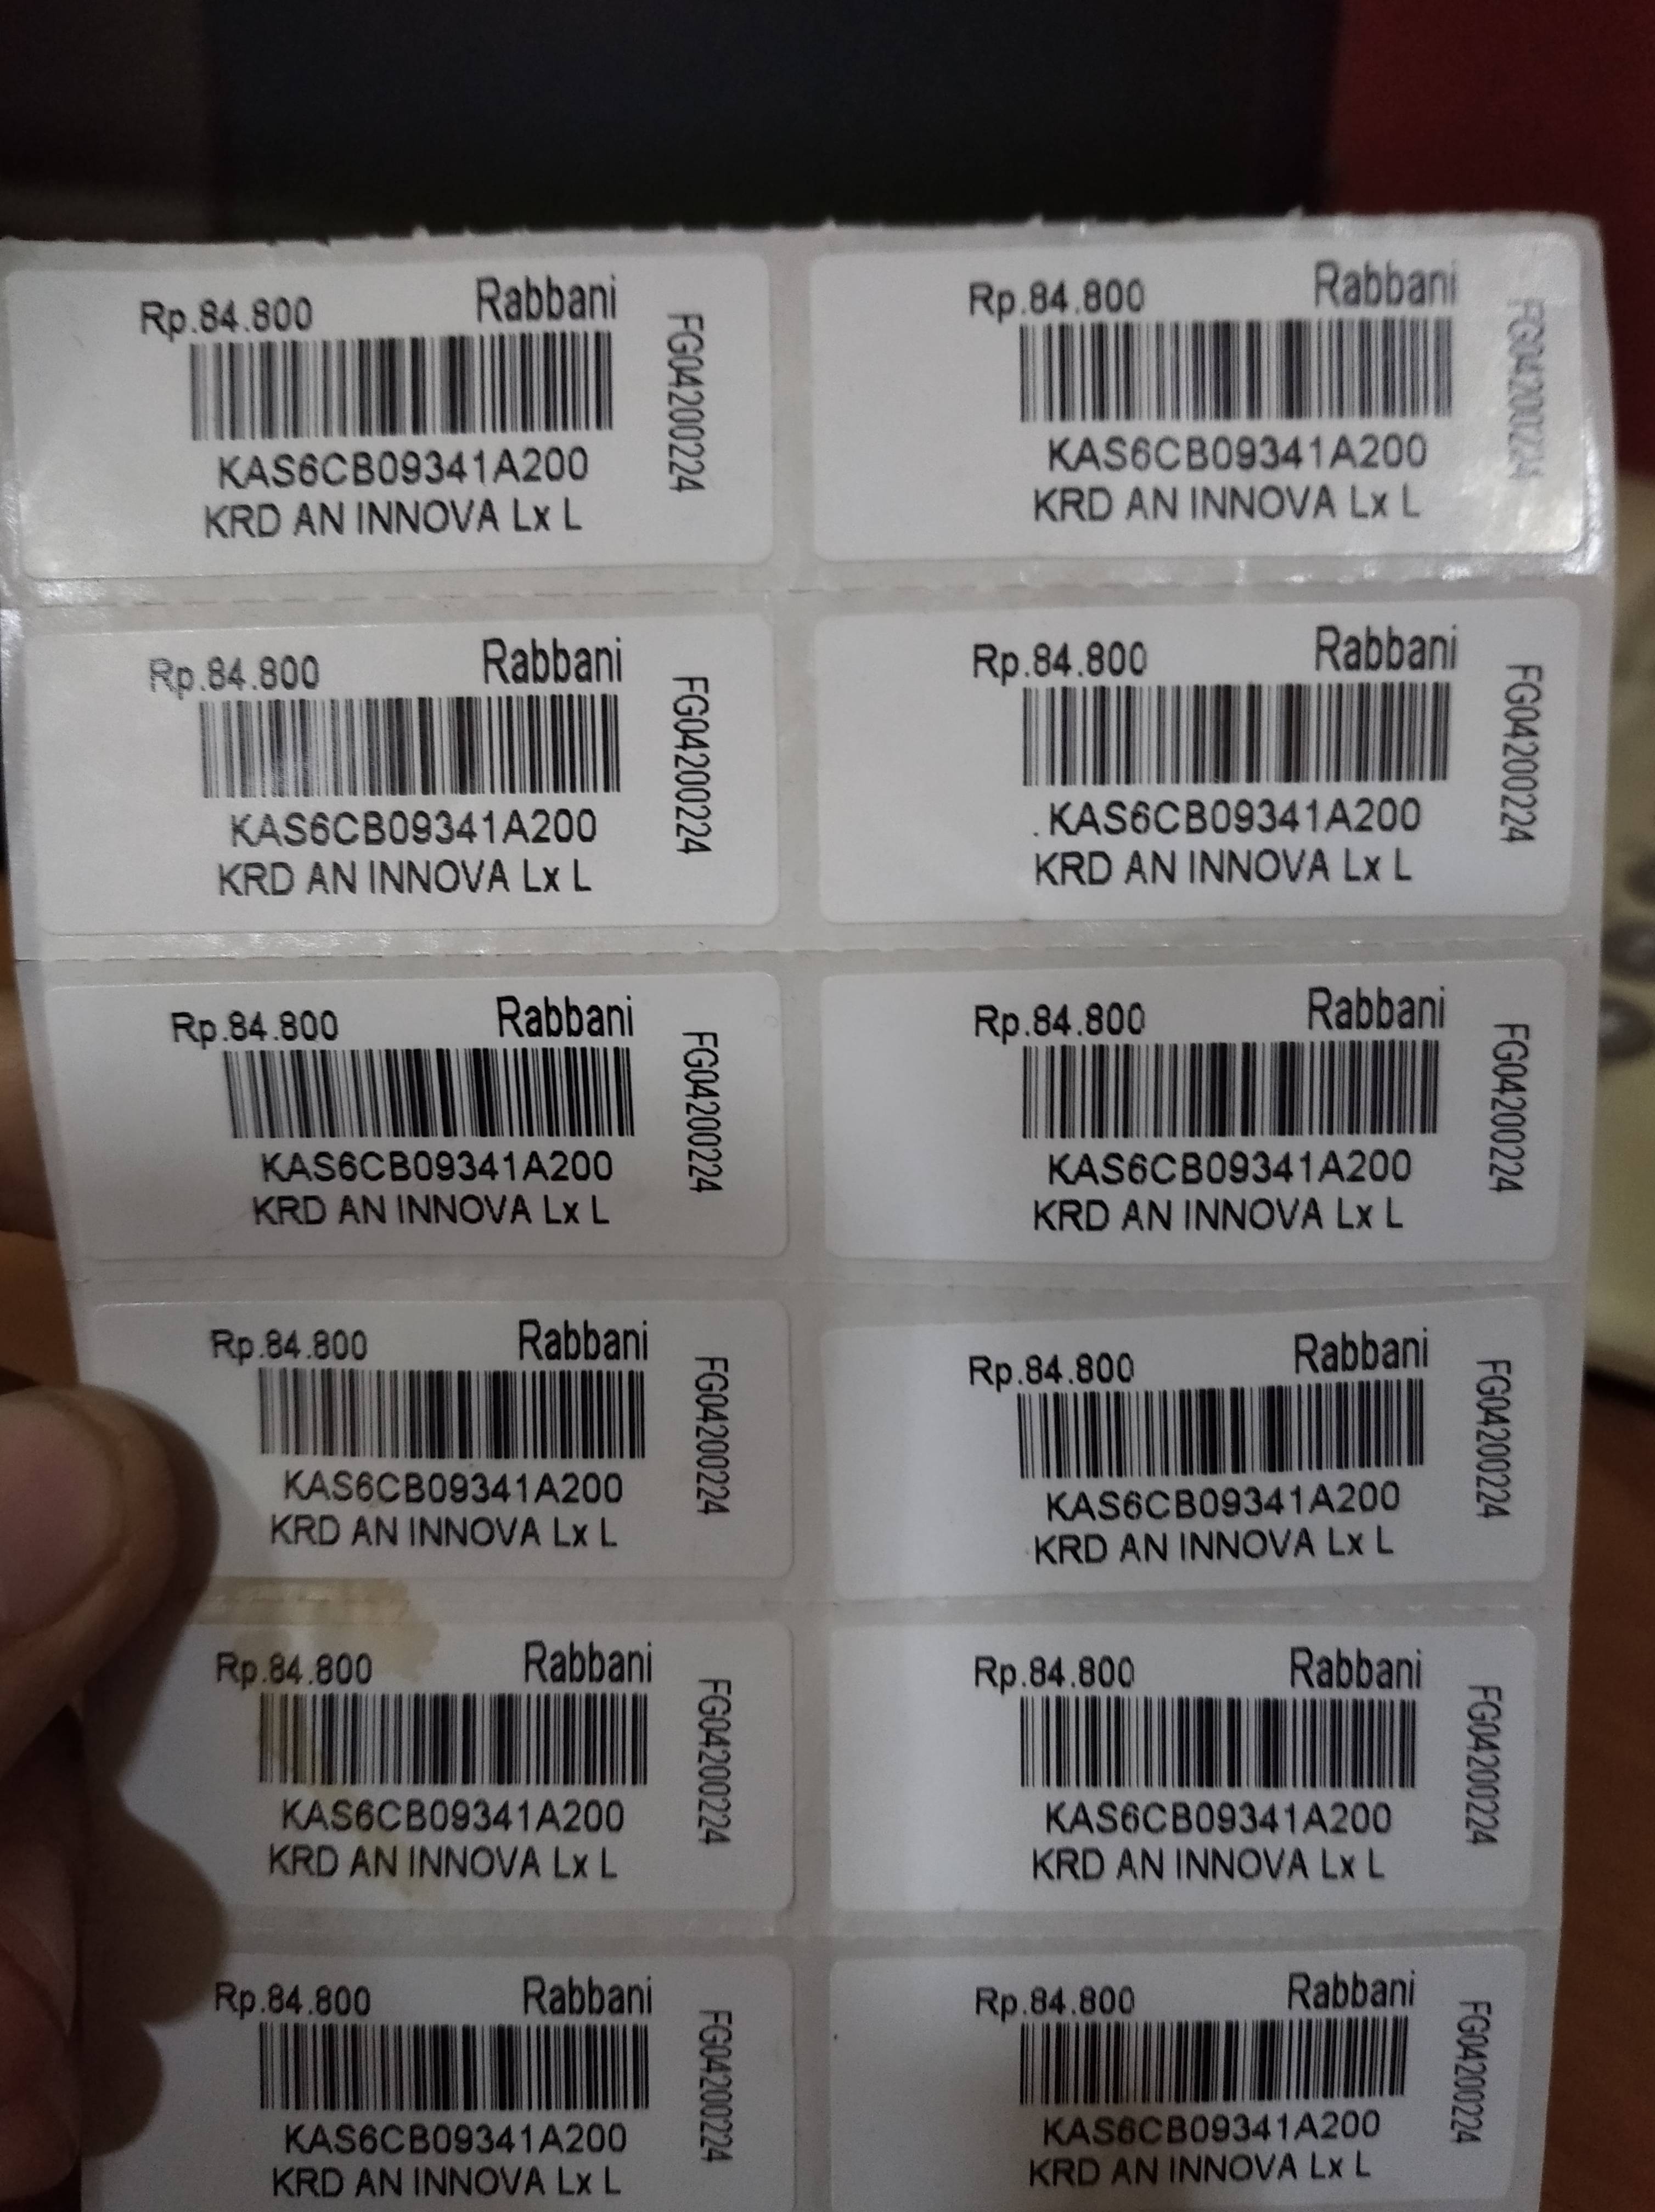 Rp.84.800 Rabbani
FG04200224
KAS6CB09341A200
KRD AN INNOVA Lx L
Rp.84.800 Rabbani
FG04200224
KAS6CB09341A200
KRD AN INNOVA Lx L
Rp.84.800 Rabbani
FG04200224
KAS6CB09341A200
KRD AN INNOVA Lx L
Rp.84.800 Rabbani
FG04200224
KAS6CB09341A200
KRD AN INNOVA Lx L
Rp.84.800 Rabbani
FG04200224
KAS6CB09341A200
KRD AN INNOVA Lx L
Rp.84.800 Rabbani
FG04200224
KAS6CB09341A200
KRD AN INNOVA Lx L
Rp.84.800 Rabbani
FG04200224
KAS6CB09341A200
KRD AN INNOVA Lx L
Rp.84.800 Rabbani
FG04200224
KAS6CB09341A200
KRD AN INNOVA Lx L
Rp.84.800 Rabbani
FG04200224
KAS6CB09341A200
KRD AN INNOVA Lx L
Rp.84.800 Rabbani
FG04200224
KAS6CB09341A200
KRD AN INNOVA Lx L
Rp.84.800 Rabbani
FG04200224
KAS6CB09341A200
KRD AN INNOVA Lx L
Rp.84.800 Rabbani
FG04200224
KAS6CB09341A200
KRD AN INNOVA Lx L